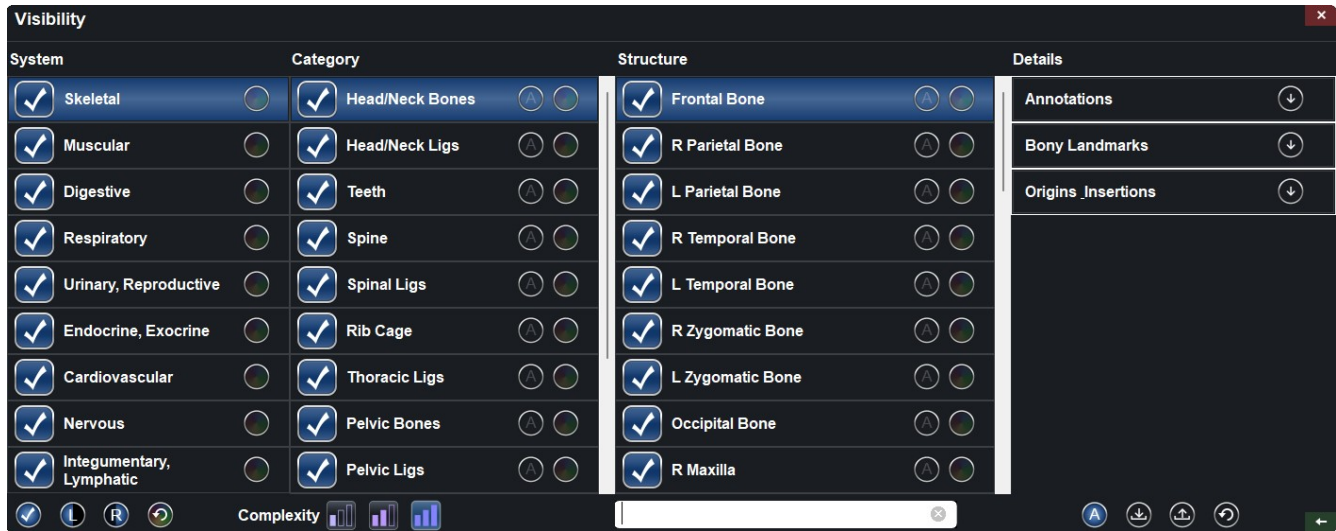 Visibility
System Category Structure Details
Skeletal Head/Neck Bones A Frontal Bone A Annotations
Muscular Head/Neck Ligs A R Parietal Bone A Bony Landmarks
Digestive Teeth A L Parietal Bone A Origins_Insertions
Respiratory Spine A R Temporal Bone A
Urinary, Reproductive Spinal Ligs A L Temporal Bone A
Endocrine, Exocrine Rib Cage A R Zygomatic Bone A
Cardiovascular Thoracic Ligs A L Zygomatic Bone A
Nervous Pelvic Bones A Occipital Bone A
Integumentary,
Lymphatic Pelvic Ligs A R Maxilla A
L R Complexity A